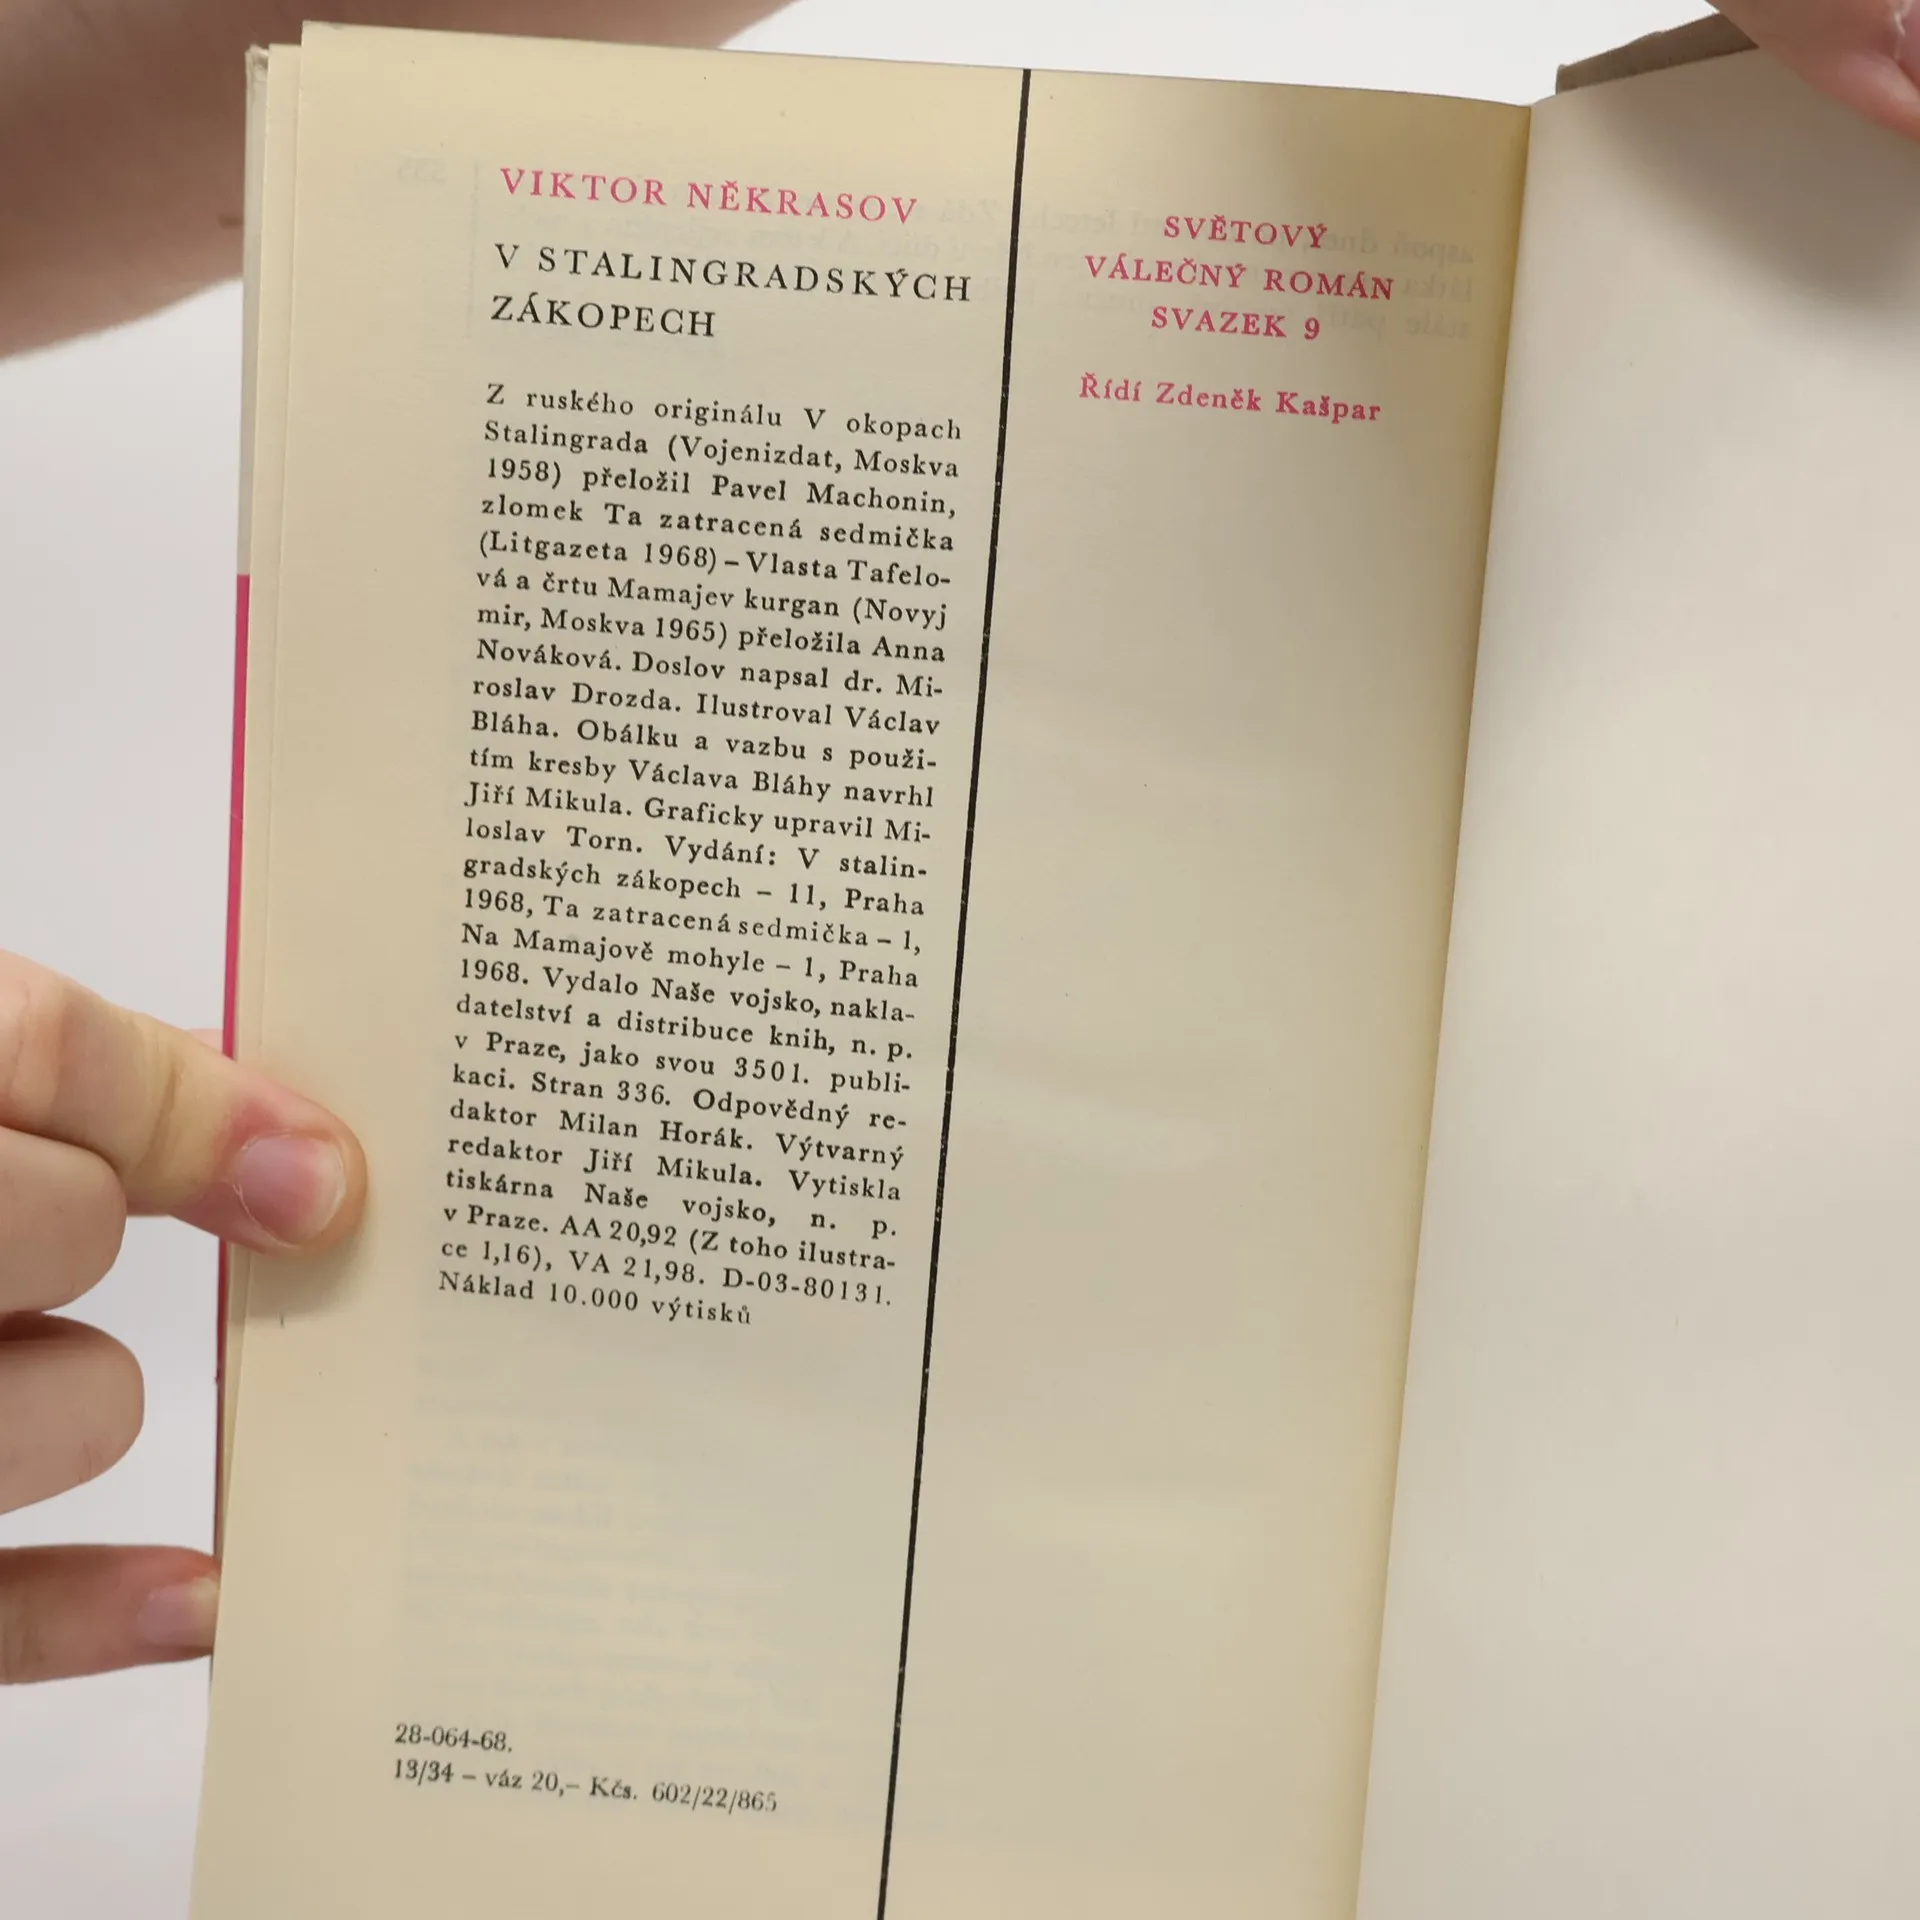 VIKTOR NĚKRASOV
V STALINGRADSKÝCH
ZÁKOPECH
Z ruského originálu V okopach
Stalingrada (Vojenizdat, Moskva
1958) přeložil Pavel Machonin,
zlomek Ta zatracená sedmička
(Litgazeta 1968) – Vlasta Tafelo-
vá a črtu Mamajev kurgan (Novyj
mir, Moskva 1965) přeložila Anna
Nováková. Doslov napsal dr. Mi-
roslav Drozda. Ilustroval Václav
Bláha. Obálku a vazbu s použi-
tím kresby Václava Bláhy navrhl
Jiří Mikula. Graficky upravil Mi-
loslav Torn. Vydání: V stalin-
gradských zákopech – 11, Praha
1968, Ta zatracená sedmička – 1,
Na Mamajově mohyle – 1, Praha
1968. Vydalo Naše vojsko, nakla-
datelství a distribuce knih, n. p.
v Praze, jako svou 3501. publi-
kaci. Stran 336. Odpovědný re-
daktor Milan Horák. Výtvarný
redaktor Jiří Mikula. Vytiskla
tiskárna Naše vojsko, n. p.
v Praze. AA 20,92 (Z toho ilustra-
ce 1,16), VA 21,98. D-03-80131.
Náklad 10.000 výtisků
28-064-68.
13/34 – váz 20,– Kčs. 602/22/865
SVĚTOVÝ
VÁLEČNÝ ROMÁN
SVAZEK 9
Řídí Zdeněk Kašpar